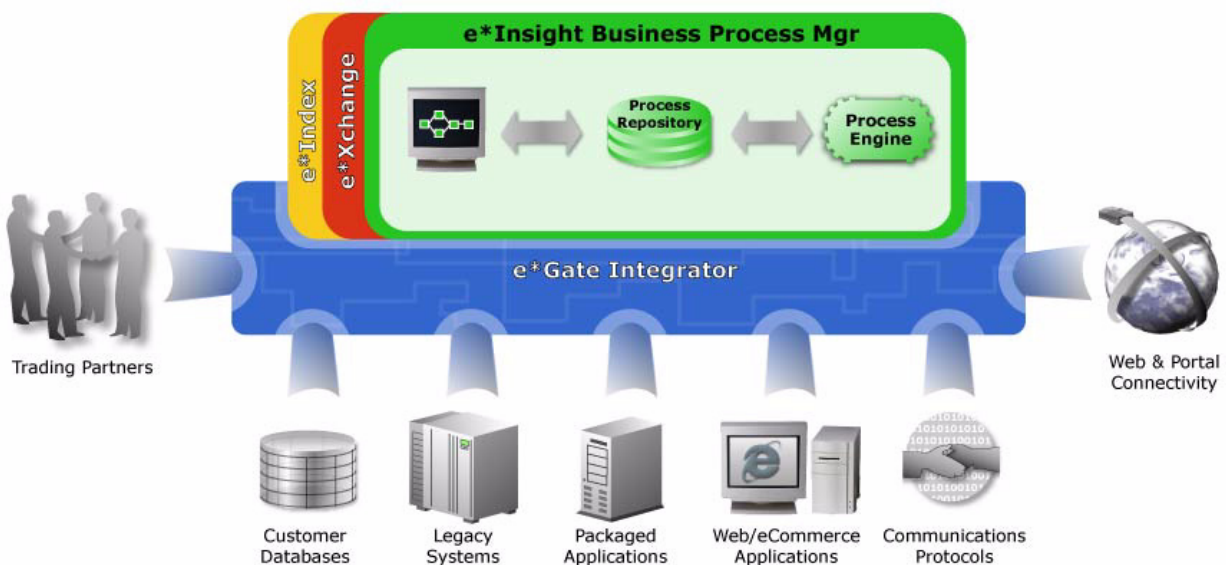 e*Insight Business Process Mgr
e*Index
e*Xchange
Process
Repository
Process
Engine
e*Gate Integrator
Trading Partners
Web & Portal
Connectivity
Customer
Databases
Legacy
Systems
Packaged
Applications
Web/eCommerce
Applications
Communications
Protocols